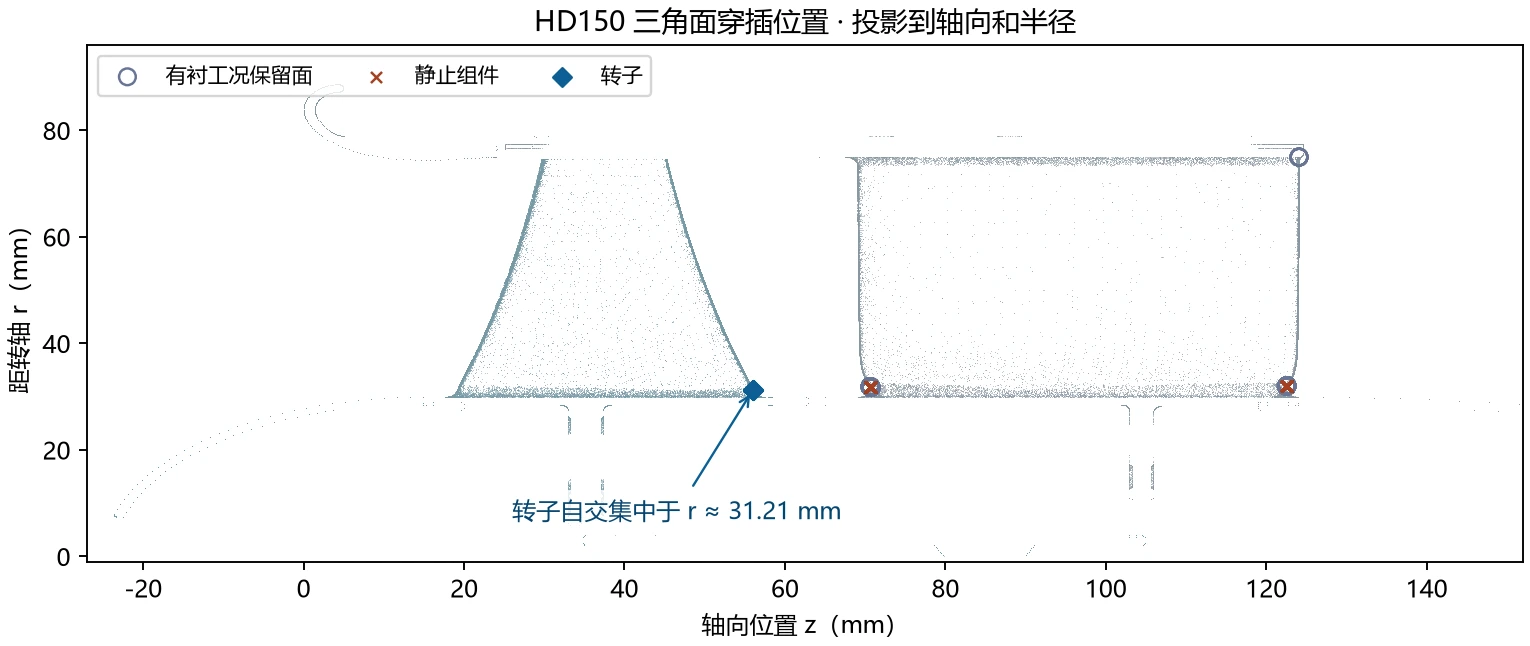 HD150 三角面穿插位置 · 投影到轴向和半径
有衬工况保留面
静止组件
转子
距转轴 r（mm）
80
60
40
20
0
转子自交集中于 r ≈ 31.21 mm
-20 0 20 40 60 80 100 120 140
轴向位置 z（mm）